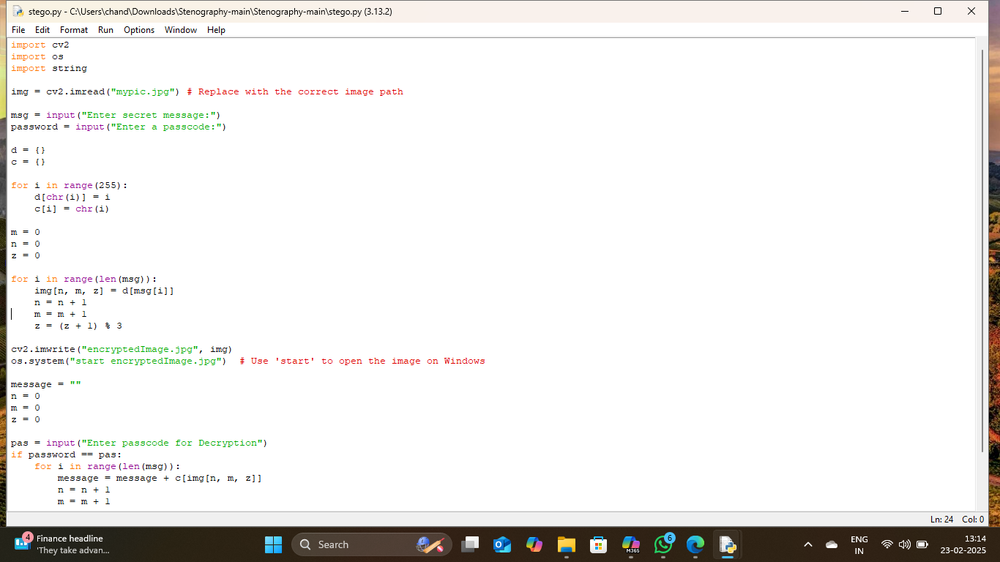 stego.py - C:\Users\chand\Downloads\Stenography-main\Stenography-main\stego.py (3.13.2)
File Edit Format Run Options Window Help
import cv2
import os
import string
img = cv2.imread("mypic.jpg") # Replace with the correct image path
msg = input("Enter secret message:")
password = input("Enter a passcode:")
d = {}
c = {}
for i in range(255):
    d[chr(i)] = i
    c[i] = chr(i)
m = 0
n = 0
z = 0
for i in range(len(msg)):
    img[n, m, z] = d[msg[i]]
    n = n + 1
    m = m + 1
    z = (z + 1) % 3
cv2.imwrite("encryptedImage.jpg", img)
os.system("start encryptedImage.jpg")  # Use 'start' to open the image on Windows
message = ""
n = 0
m = 0
z = 0
pas = input("Enter passcode for Decryption")
if password == pas:
    for i in range(len(msg)):
        message = message + c[img[n, m, z]]
        n = n + 1
        m = m + 1
Ln: 24 Col: 0
4
Finance headline
'They take advan...
Search
M365
6
ENG
IN
13:14
23-02-2025